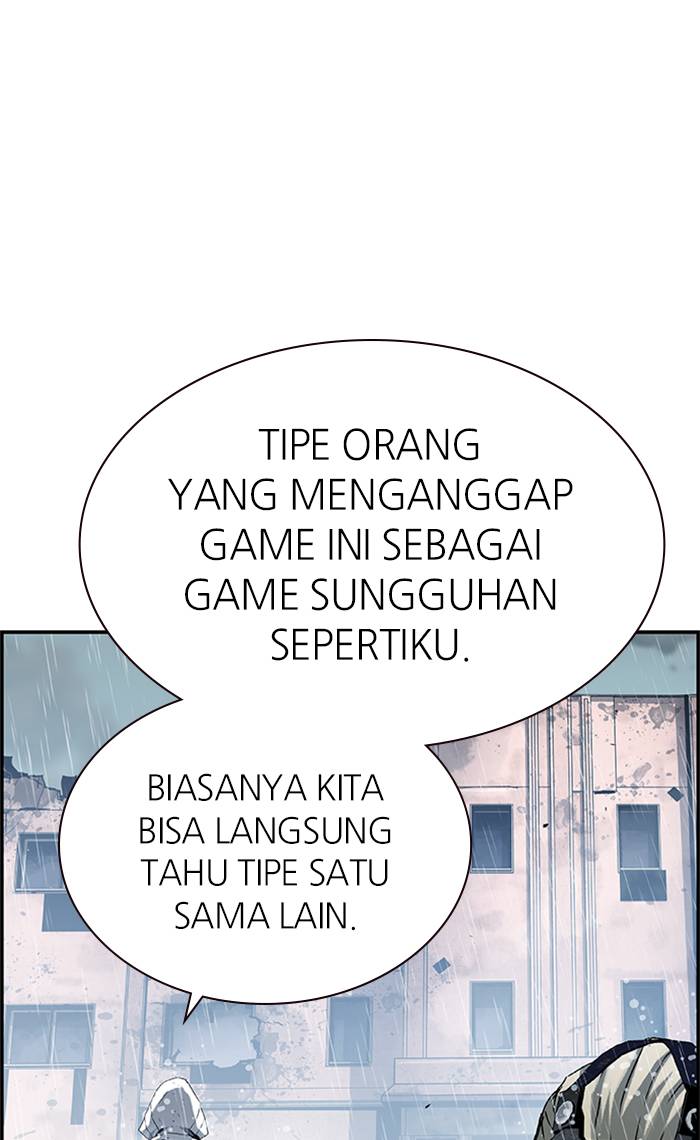 TIPE ORANG
YANG MENGANGGAP
GAME INI SEBAGAI
GAME SUNGGUHAN
SEPERTIKU.
BIASANYA KITA
BISA LANGSUNG
TAHU TIPE SATU
SAMA LAIN.